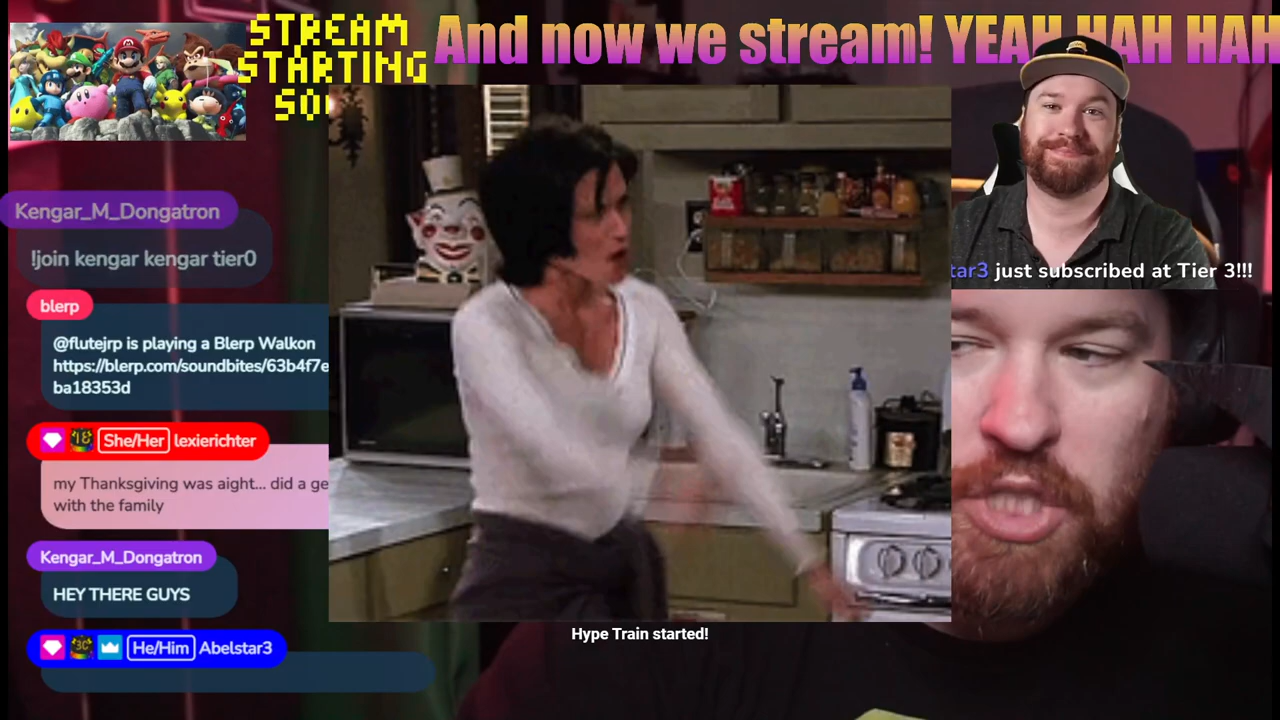 STREAM
STARTING
And now we stream! YEAH HAH HAH
Kengar_M_Dongatron
!join kengar kengar tier0
blerp
@flutejrp is playing a Blerp Walkon
https://blerp.com/soundbites/63b4f7e
ba18353d
She/Her lexierichter
my Thanksgiving was aight... did a
with the family
Kengar_M_Dongatron
HEY THERE GUYS
He/Him Abelstar3
just subscribed at Tier 3!!!
Hype Train started!